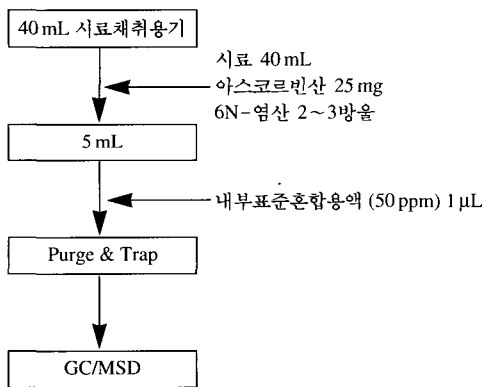 40 mL 시료채취용기
시료 40 mL
아스코르빈산 25 mg
6N-염산 2~3방울
5 mL
내부표준혼합용액 (50 ppm) 1 μL
Purge & Trap
GC/MSD